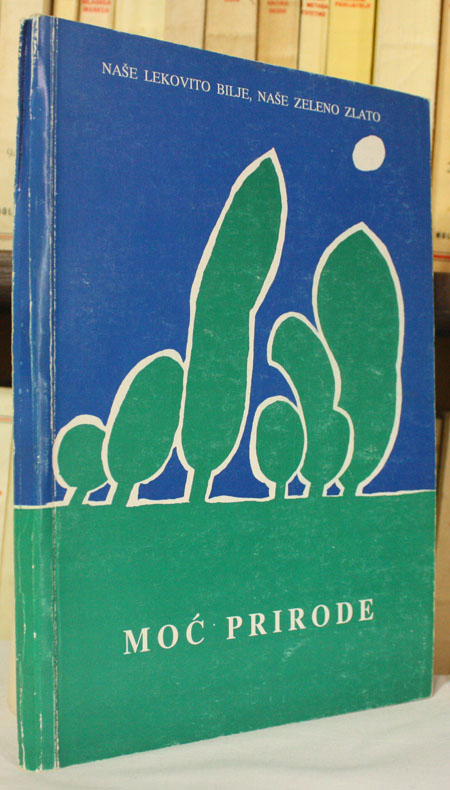 NAŠE LEKOVITO BILJE, NAŠE ZELENO ZLATO
MOĆ PRIRODE